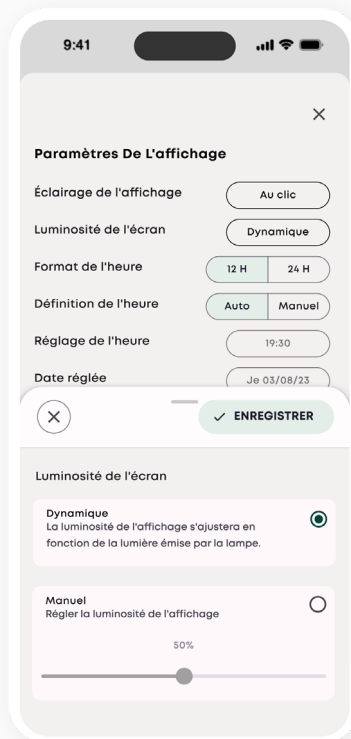 9:41
Paramètres De L'affichage
Éclairage de l'affichage Au clic
Luminosité de l'écran Dynamique
Format de l'heure 12 H 24 H
Définition de l'heure Auto Manuel
Réglage de l'heure 19:30
Date réglée Je 03/08/23
ENREGISTRER
Luminosité de l'écran
Dynamique
La luminosité de l'affichage s'ajustera en
fonction de la lumière émise par la lampe.
Manuel
Régler la luminosité de l'affichage
50%